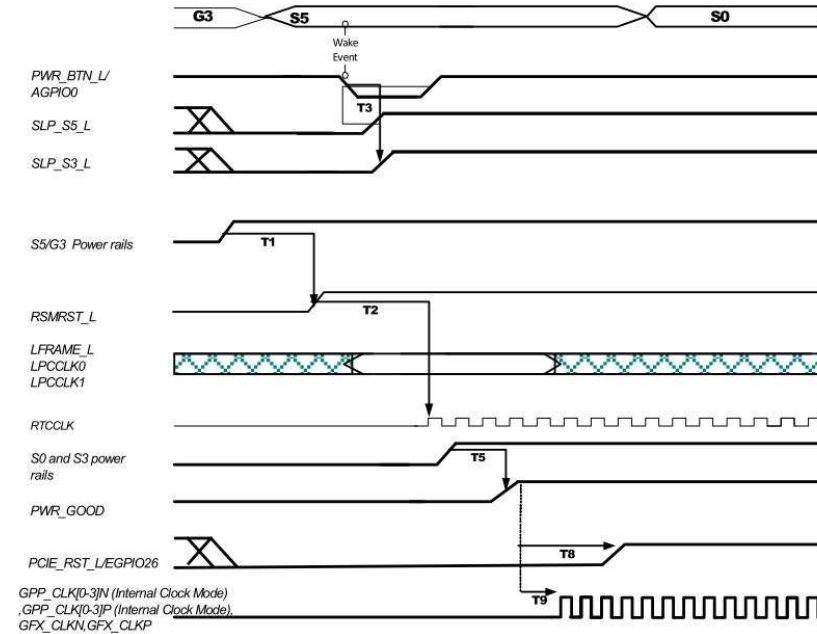 G3 S5 S0
Wake
Event
PWR_BTN_L/
AGPIO0
T3
SLP_S5_L
SLP_S3_L
S5/G3 Power rails
T1
RSMRST_L
T2
LFRAME_L
LPCCLK0
LPCCLK1
RTCCLK
S0 and S3 power
rails
T5
PWR_GOOD
PCIE_RST_L/EGPIO26
T8
GPP_CLK[0-3]N (Internal Clock Mode)
,GPP_CLK[0-3]P (Internal Clock Mode),
GFX_CLKN,GFX_CLKP
T9